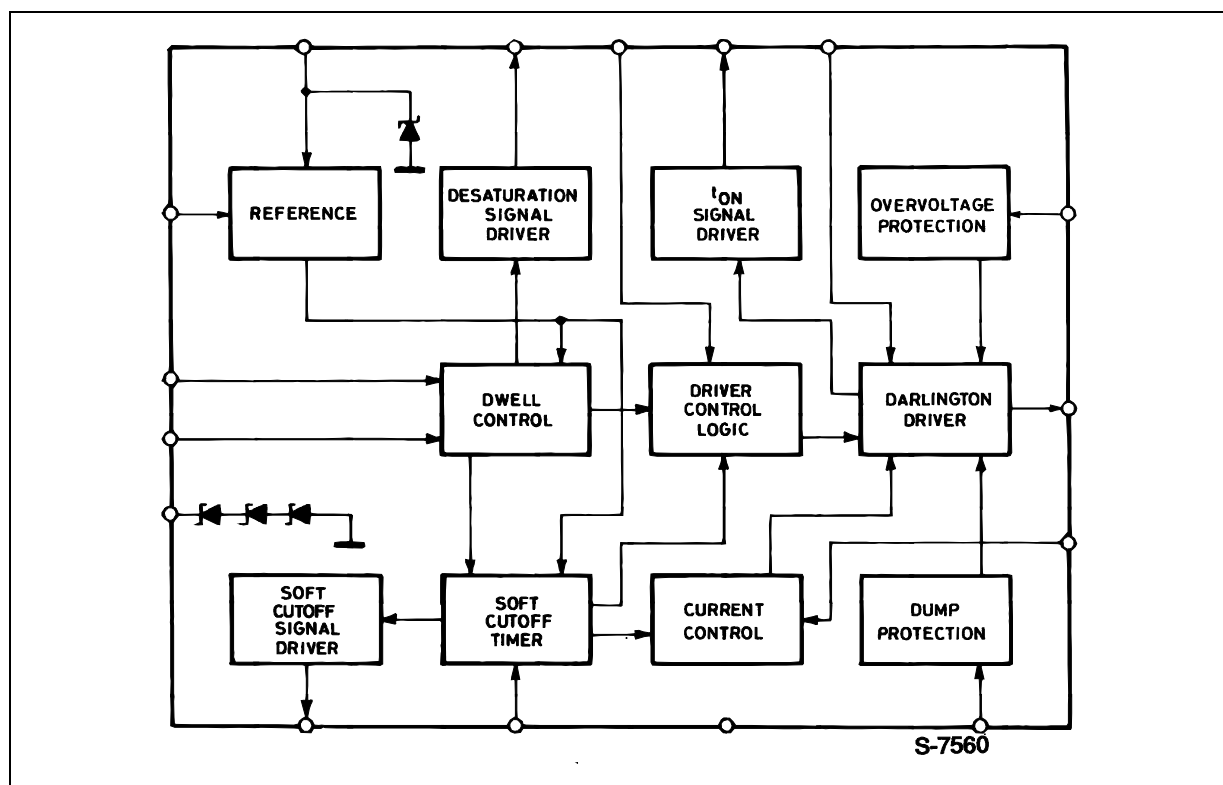 REFERENCE
DESATURATION
SIGNAL
DRIVER
tON
SIGNAL
DRIVER
OVERVOLTAGE
PROTECTION
DWELL
CONTROL
DRIVER
CONTROL
LOGIC
DARLINGTON
DRIVER
SOFT
CUTOFF
SIGNAL
DRIVER
SOFT
CUTOFF
TIMER
CURRENT
CONTROL
DUMP
PROTECTION
S-7560